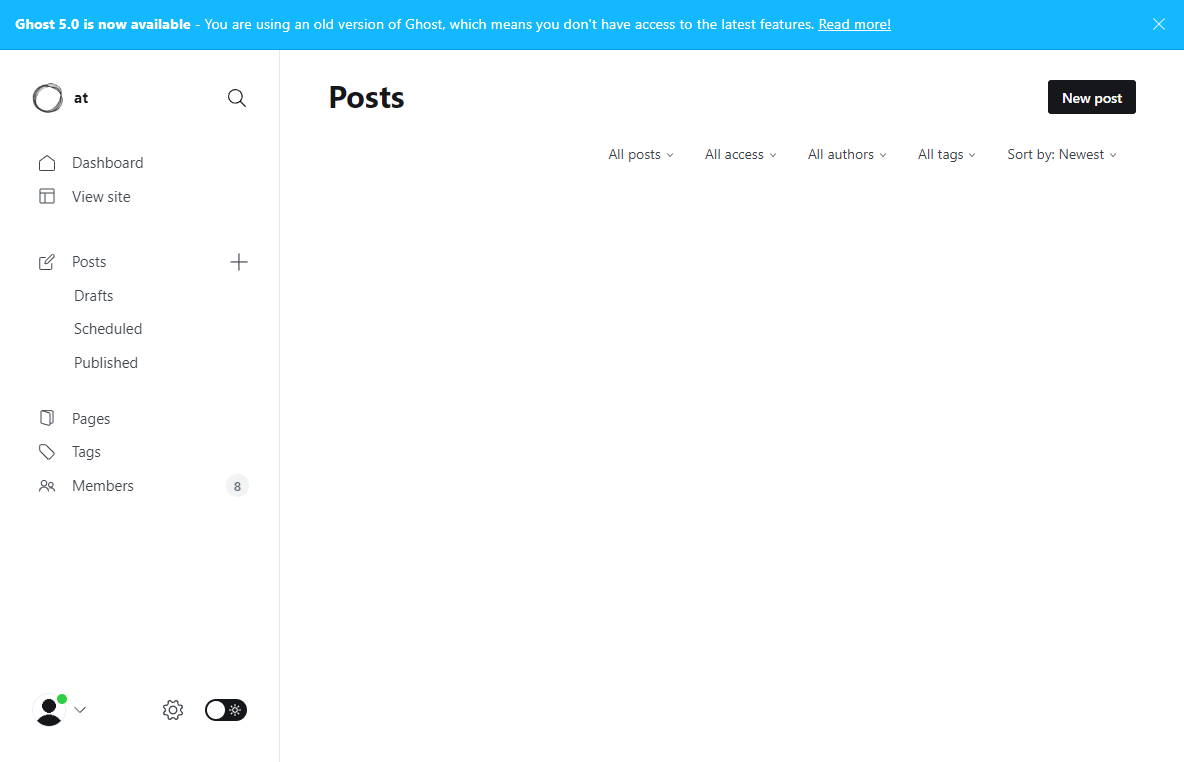 Ghost 5.0 is now available - You are using an old version of Ghost, which means you don't have access to the latest features. Read more!
at
Dashboard
View site
Posts
Drafts
Scheduled
Published
Pages
Tags
Members 8
Posts
New post
All posts All access All authors All tags Sort by: Newest